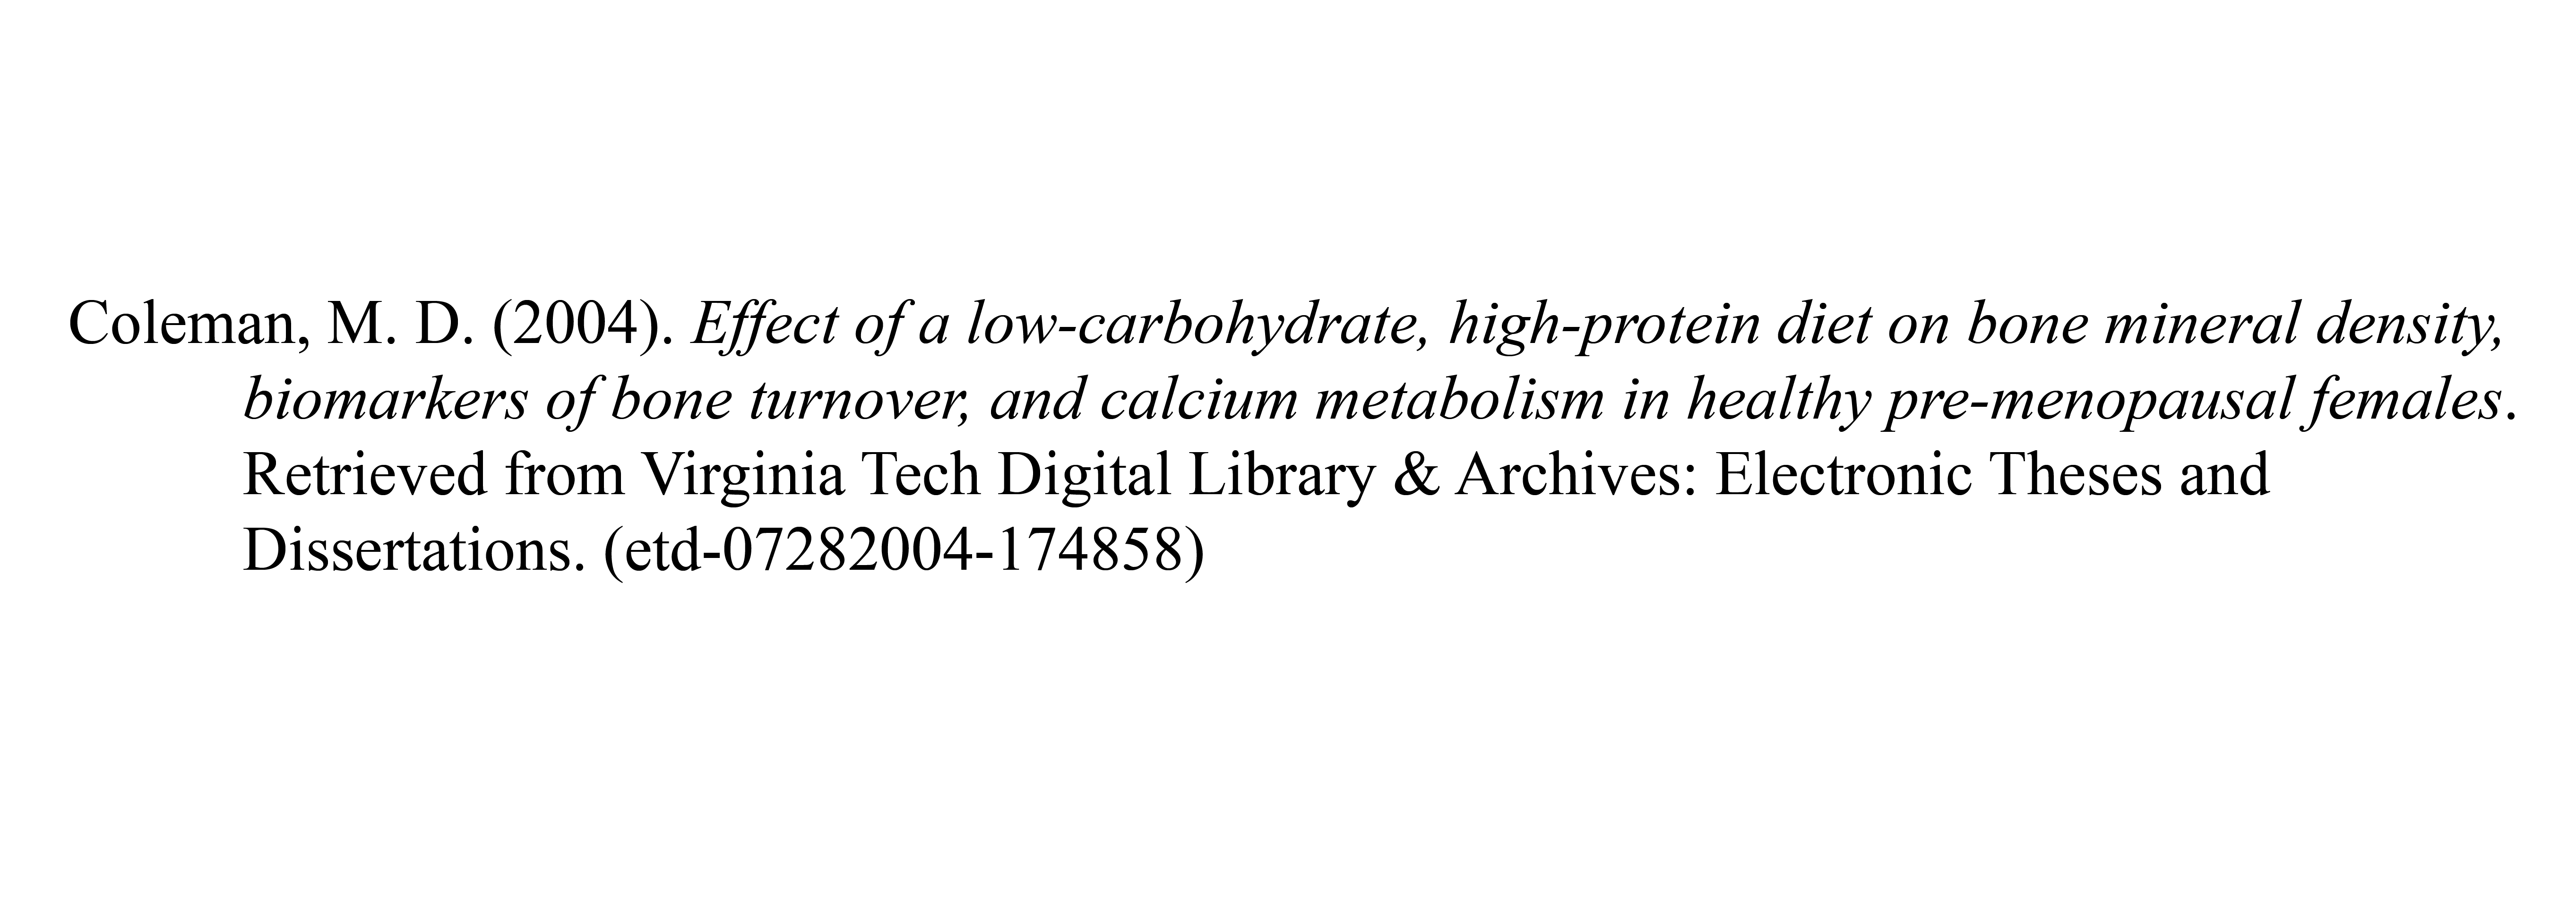 Coleman, M. D. (2004). Effect of a low-carbohydrate, high-protein diet on bone mineral density,
biomarkers of bone turnover, and calcium metabolism in healthy pre-menopausal females.
Retrieved from Virginia Tech Digital Library & Archives: Electronic Theses and
Dissertations. (etd-07282004-174858)